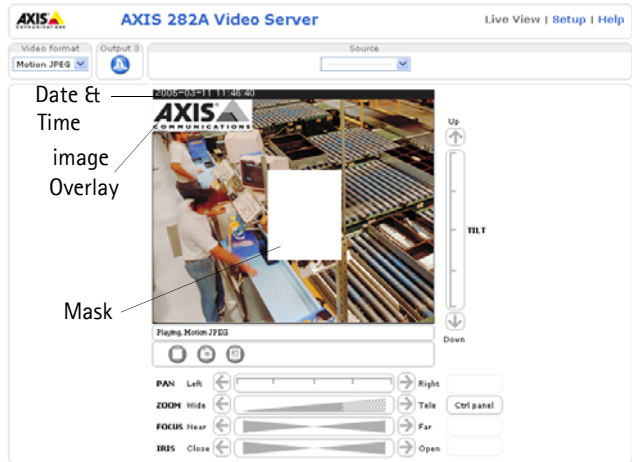 AXIS
COMMUNICATIONS
AXIS 282A Video Server
Live View | Setup | Help
Video format
Output 3
Source
Motion JPEG
Date &
Time
2005-03-11 11:46:40
AXIS
COMMUNICATIONS
image
Overlay
Mask
Up
TILT
Down
Playing, Motion JPEG
PAN Left Right
ZOOM Wide Tele Ctrl panel
FOCUS Near Far
IRIS Close Open